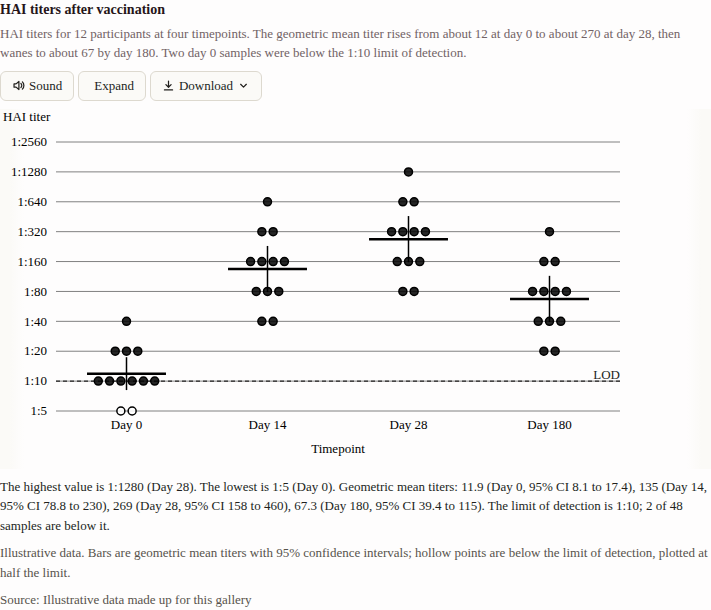 HAI titers after vaccination
HAI titers for 12 participants at four timepoints. The geometric mean titer rises from about 12 at day 0 to about 270 at day 28, then
wanes to about 67 by day 180. Two day 0 samples were below the 1:10 limit of detection.
Sound Expand Download
HAI titer
1:2560
1:1280
1:640
1:320
1:160
1:80
1:40
1:20
LOD
1:10
1:5
Day 0 Day 14 Day 28 Day 180
Timepoint
The highest value is 1:1280 (Day 28). The lowest is 1:5 (Day 0). Geometric mean titers: 11.9 (Day 0, 95% CI 8.1 to 17.4), 135 (Day 14,
95% CI 78.8 to 230), 269 (Day 28, 95% CI 158 to 460), 67.3 (Day 180, 95% CI 39.4 to 115). The limit of detection is 1:10; 2 of 48
samples are below it.
Illustrative data. Bars are geometric mean titers with 95% confidence intervals; hollow points are below the limit of detection, plotted at
half the limit.
Source: Illustrative data made up for this gallery